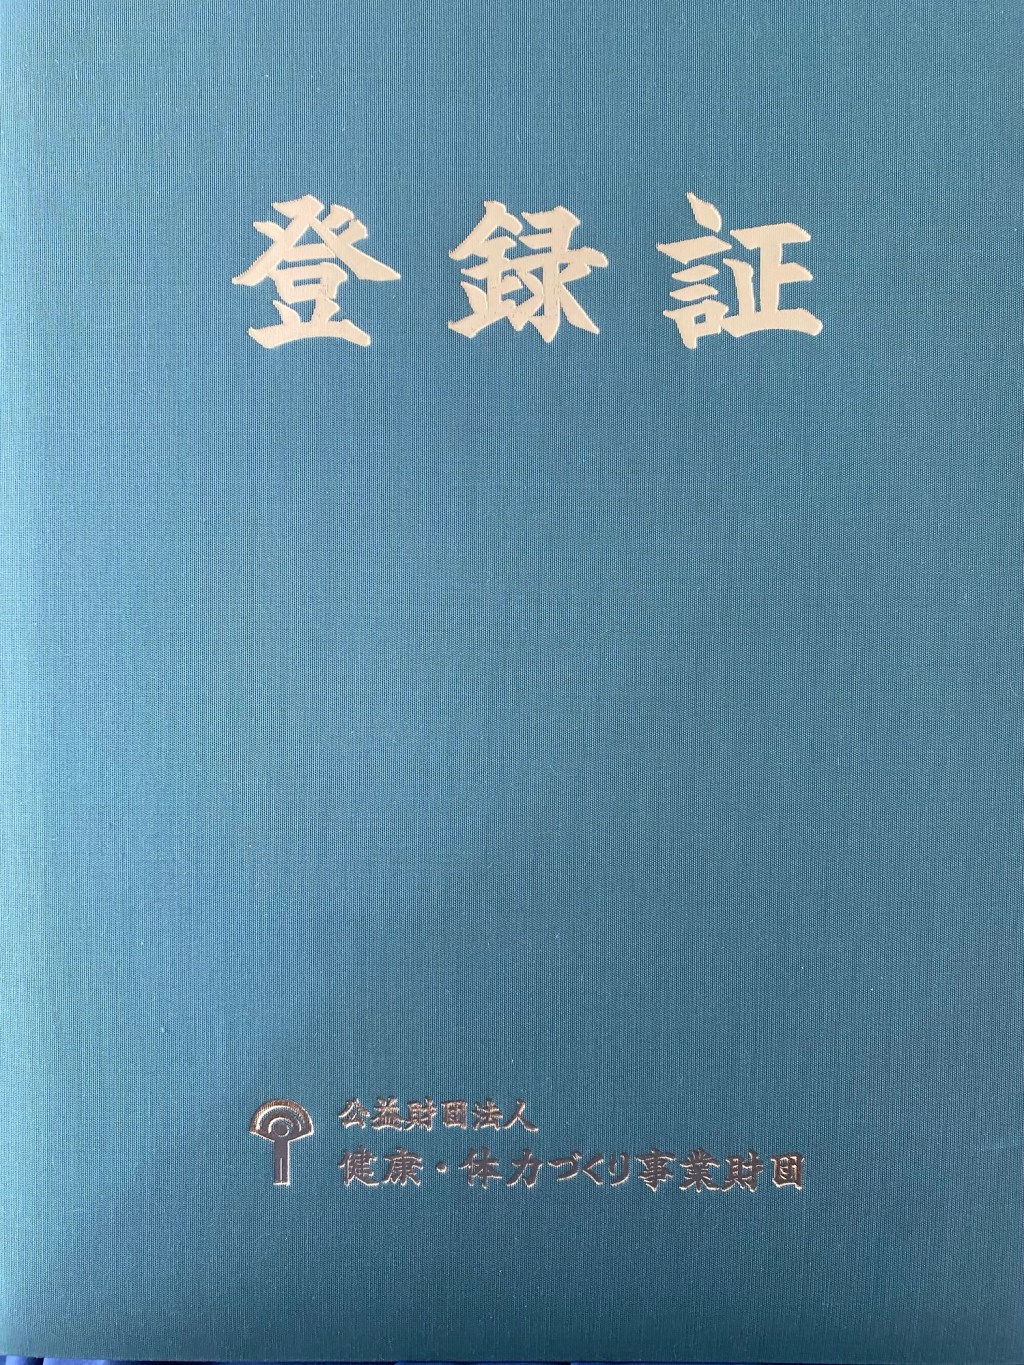 登録証
公益財団法人
健康・体力づくり事業財団